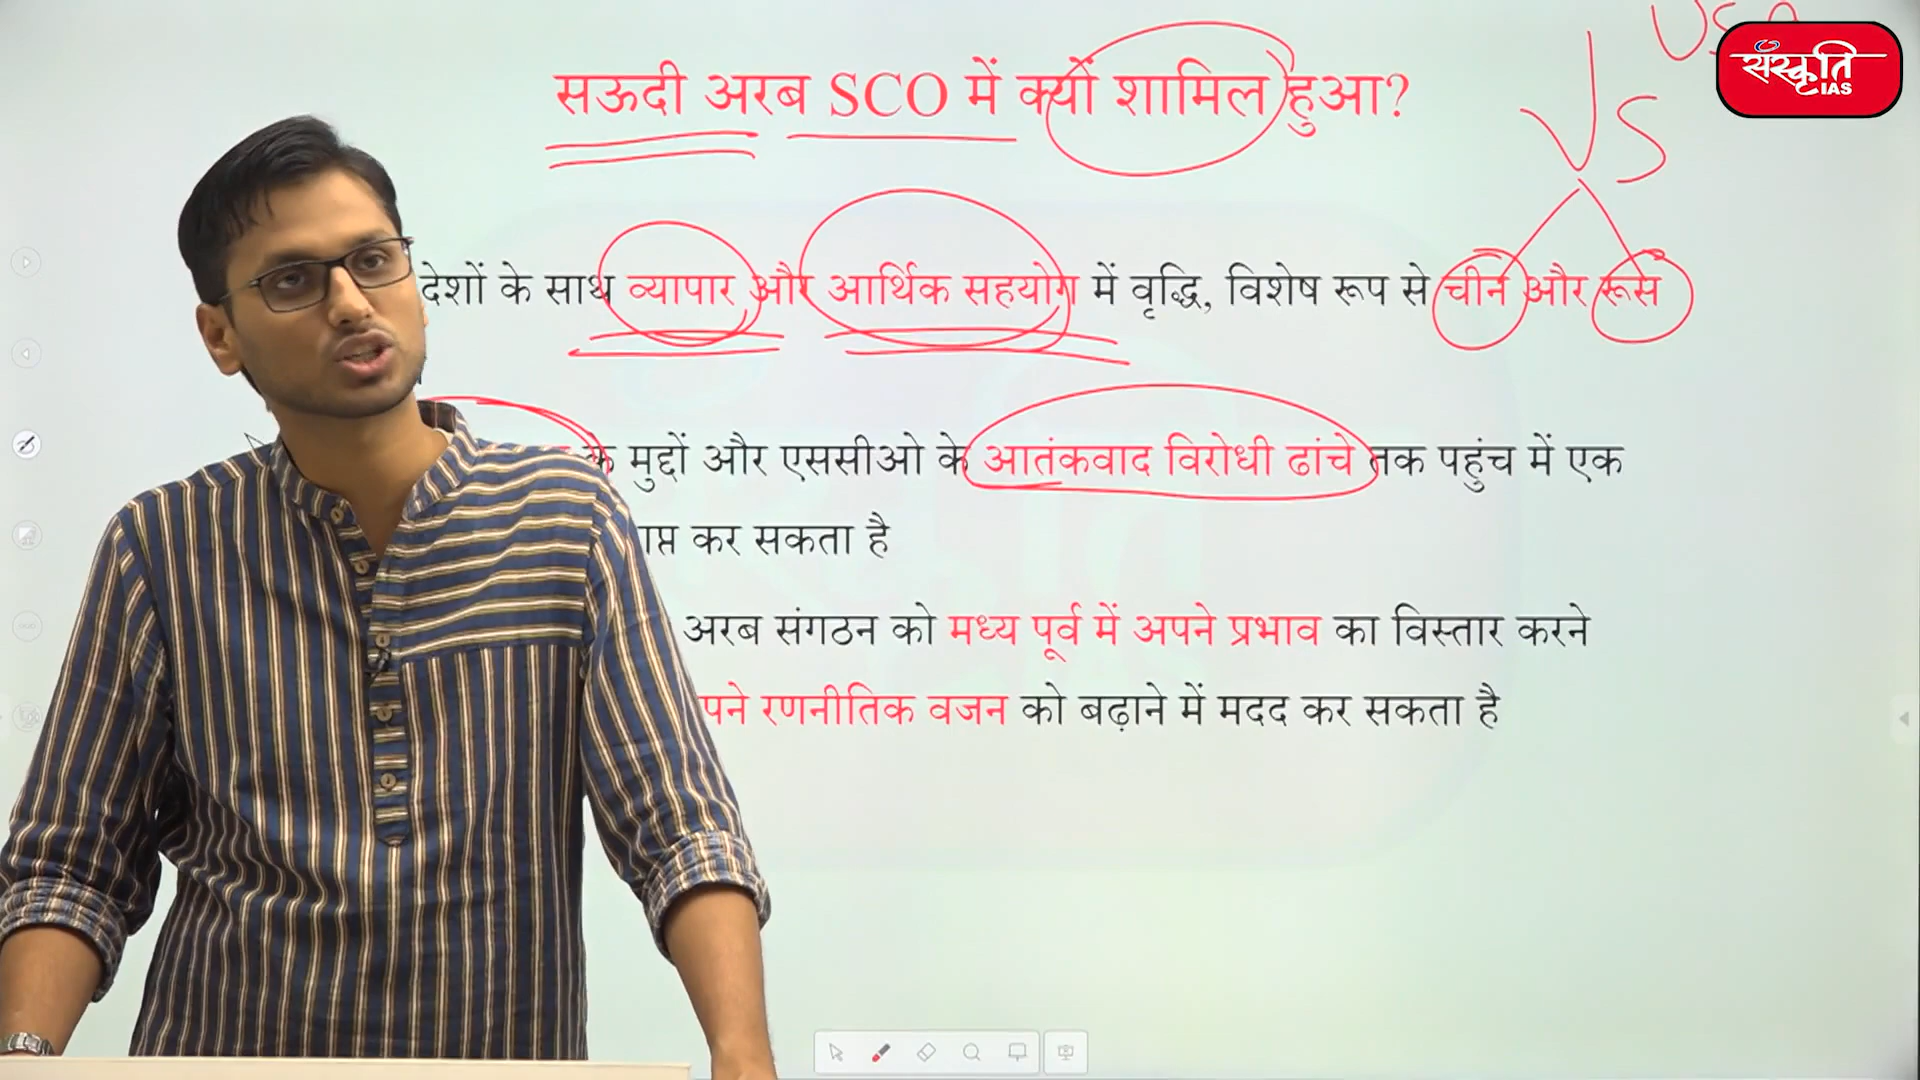 सऊदी अरब SCO में क्यों शामिल हुआ?
VS
संस्कृति
IAS
देशों के साथ व्यापार और आर्थिक सहयोग में वृद्धि, विशेष रूप से चीन और रूस
के मुद्दों और एससीओ के आतंकवाद विरोधी ढांचे तक पहुंच में एक
कर सकता है
अरब संगठन को मध्य पूर्व में अपने प्रभाव का विस्तार करने
रणनीतिक वजन को बढ़ाने में मदद कर सकता है